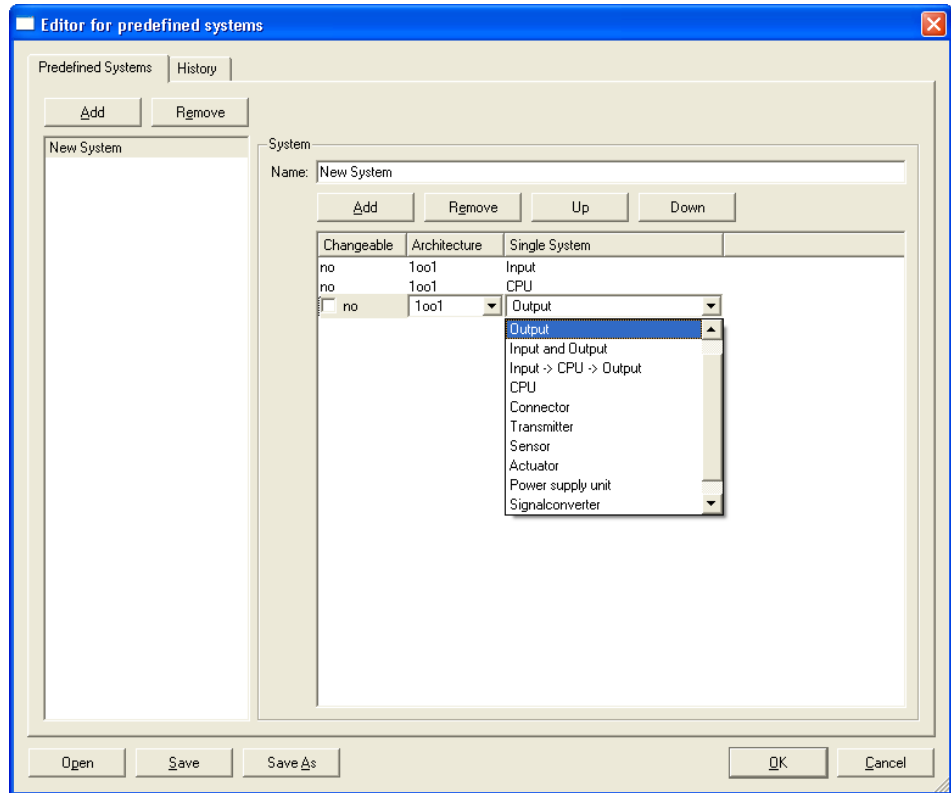 Editor for predefined systems
Predefined Systems History
Add Remove
New System
System
Name: New System
Add Remove Up Down
Changeable Architecture Single System
no 1oo1 Input
no 1oo1 CPU
no 1oo1 Output
Output
Input and Output
Input -> CPU -> Output
CPU
Connector
Transmitter
Sensor
Actuator
Power supply unit
Signalconverter
Open Save Save As OK Cancel